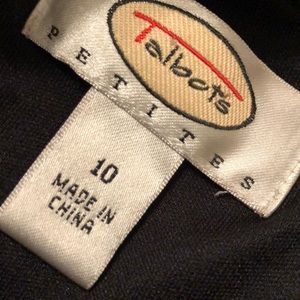 Talbots
PETITES
10
MADE IN
CHINA